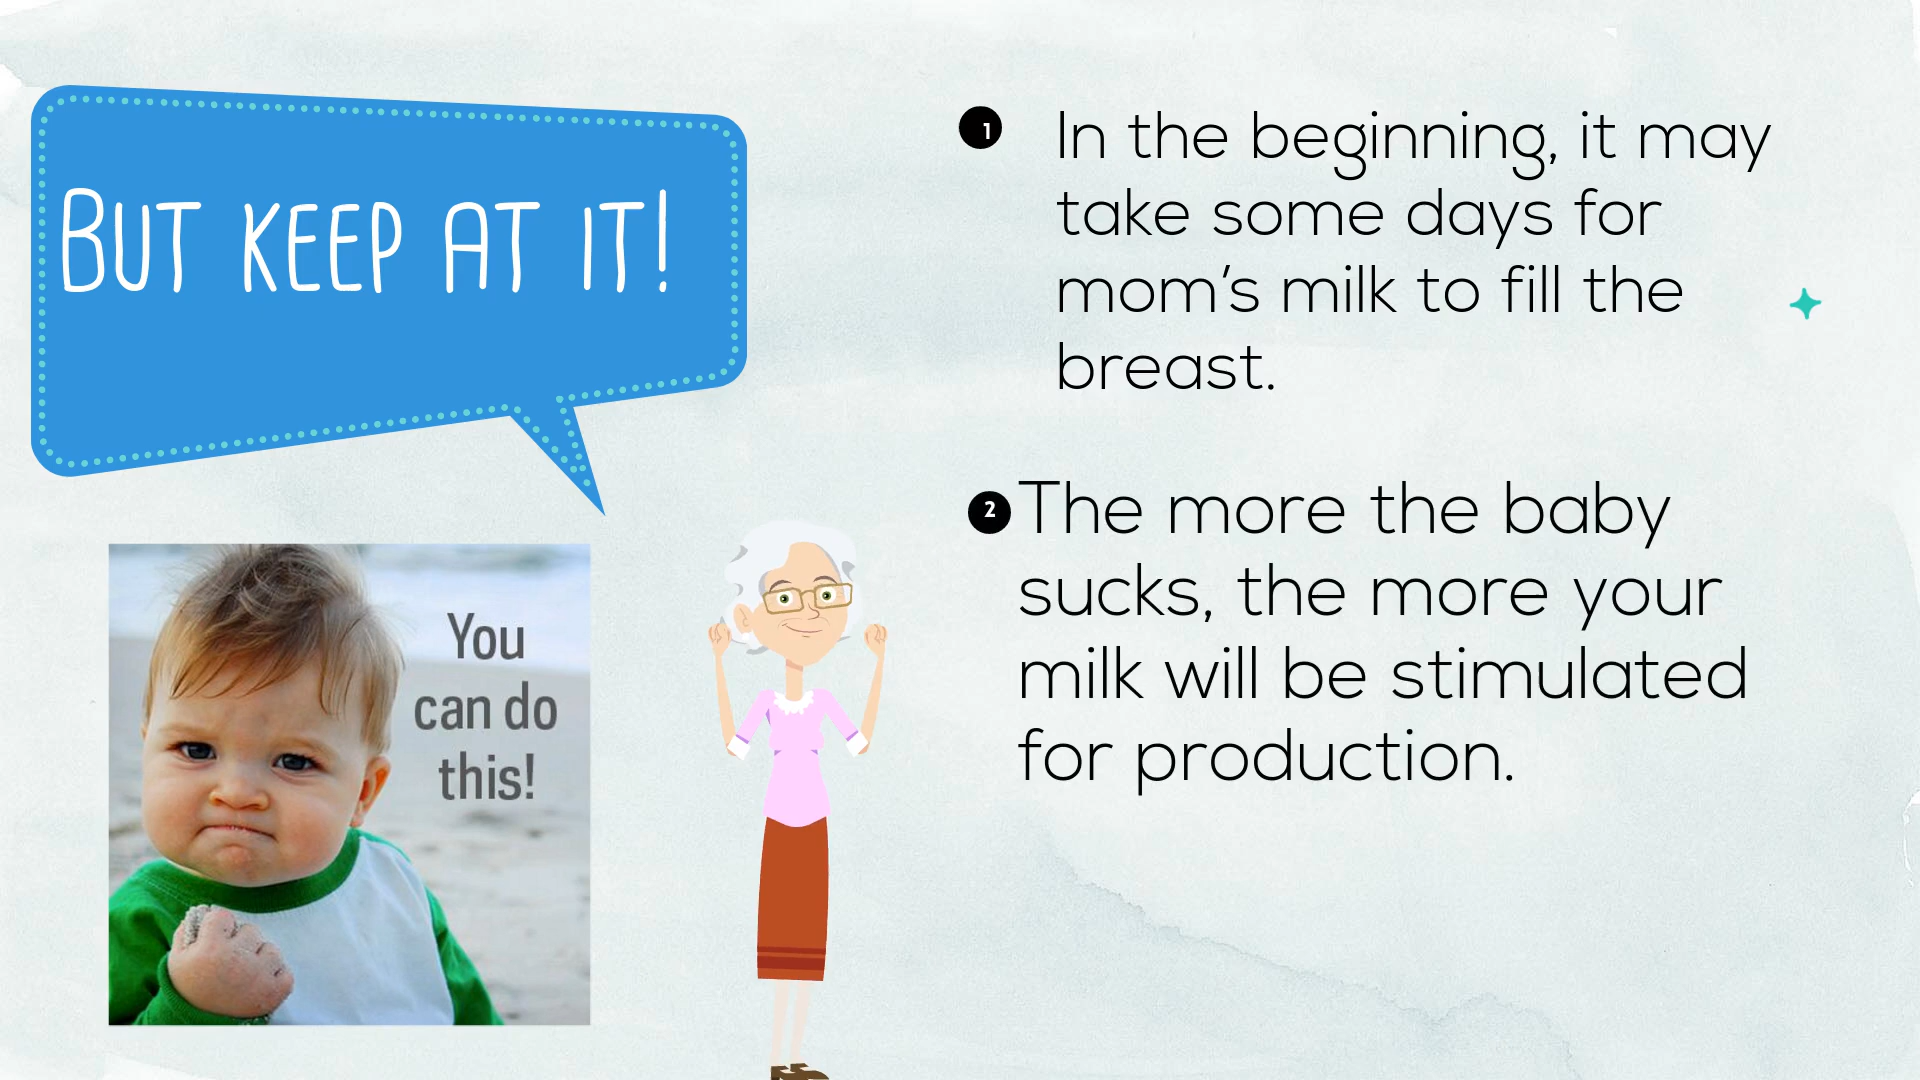 But keep at it!
You
can do
this!
1
In the beginning, it may
take some days for
mom's milk to fill the
breast.
2
The more the baby
sucks, the more your
milk will be stimulated
for production.